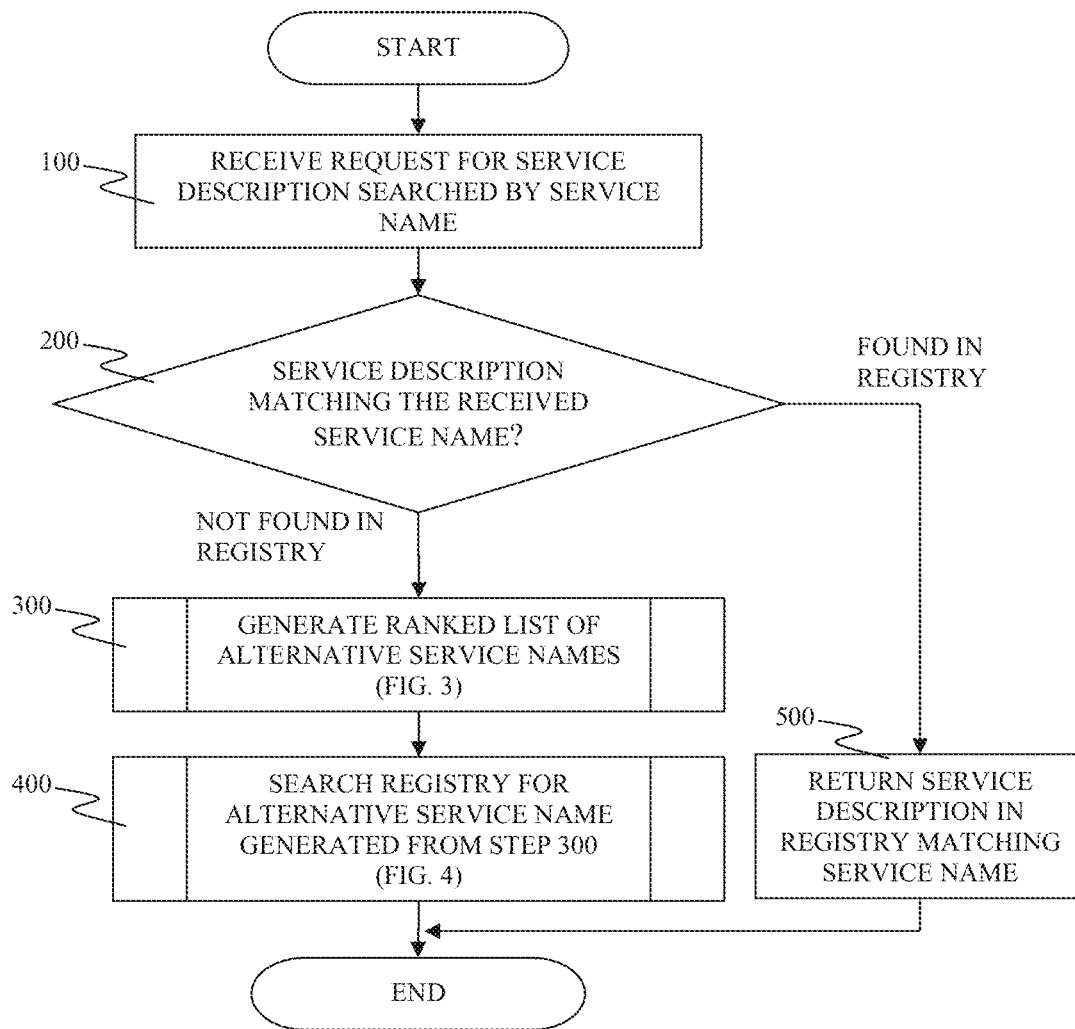 START
100
RECEIVE REQUEST FOR SERVICE
DESCRIPTION SEARCHED BY SERVICE
NAME
200
SERVICE DESCRIPTION
MATCHING THE RECEIVED
SERVICE NAME?
FOUND IN
REGISTRY
NOT FOUND IN
REGISTRY
300
GENERATE RANKED LIST OF
ALTERNATIVE SERVICE NAMES
(FIG. 3)
400
SEARCH REGISTRY FOR
ALTERNATIVE SERVICE NAME
GENERATED FROM STEP 300
(FIG. 4)
500
RETURN SERVICE
DESCRIPTION IN
REGISTRY MATCHING
SERVICE NAME
END